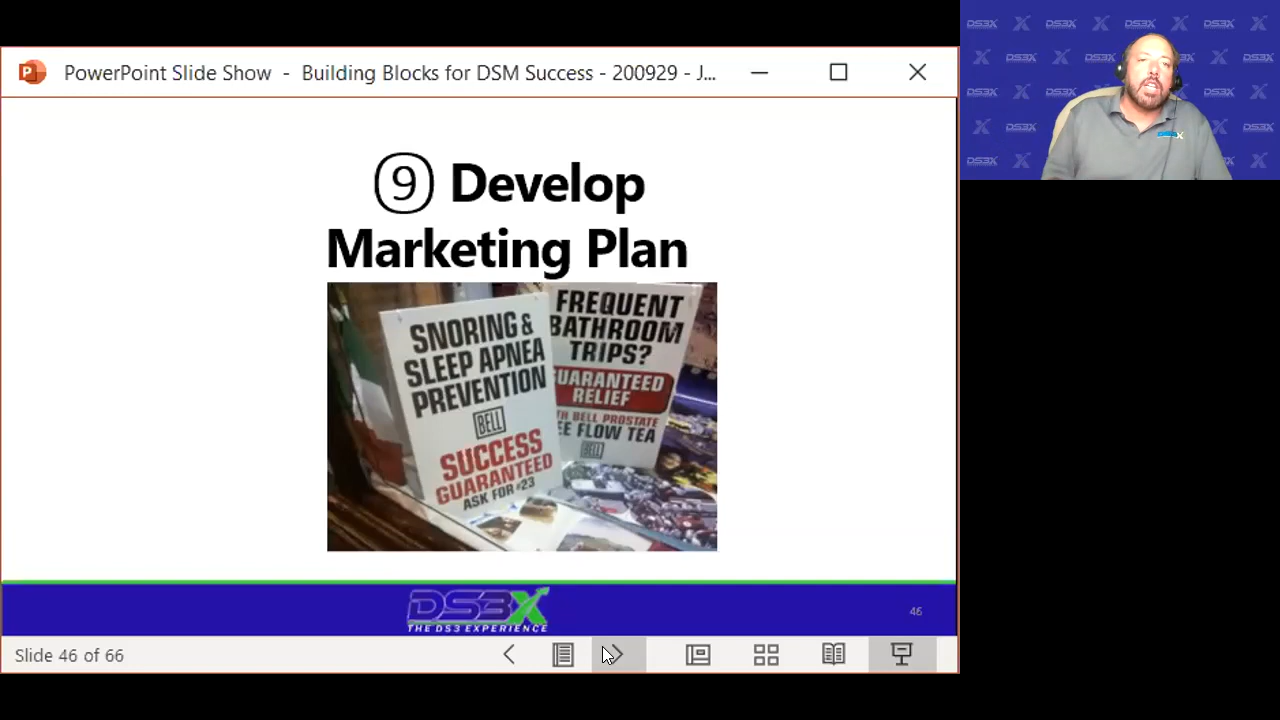 PowerPoint Slide Show - Building Blocks for DSM Success - 200929 - J...
⑨ Develop
Marketing Plan
SNORING &
SLEEP APNEA
PREVENTION
BELL
SUCCESS
GUARANTEED
ASK FOR #23
FREQUENT
BATHROOM
TRIPS?
GUARANTEED
RELIEF
BELL PROSTATE
FLOW TEA
BELL
DS3X
THE DS3 EXPERIENCE
46
Slide 46 of 66
DS3X